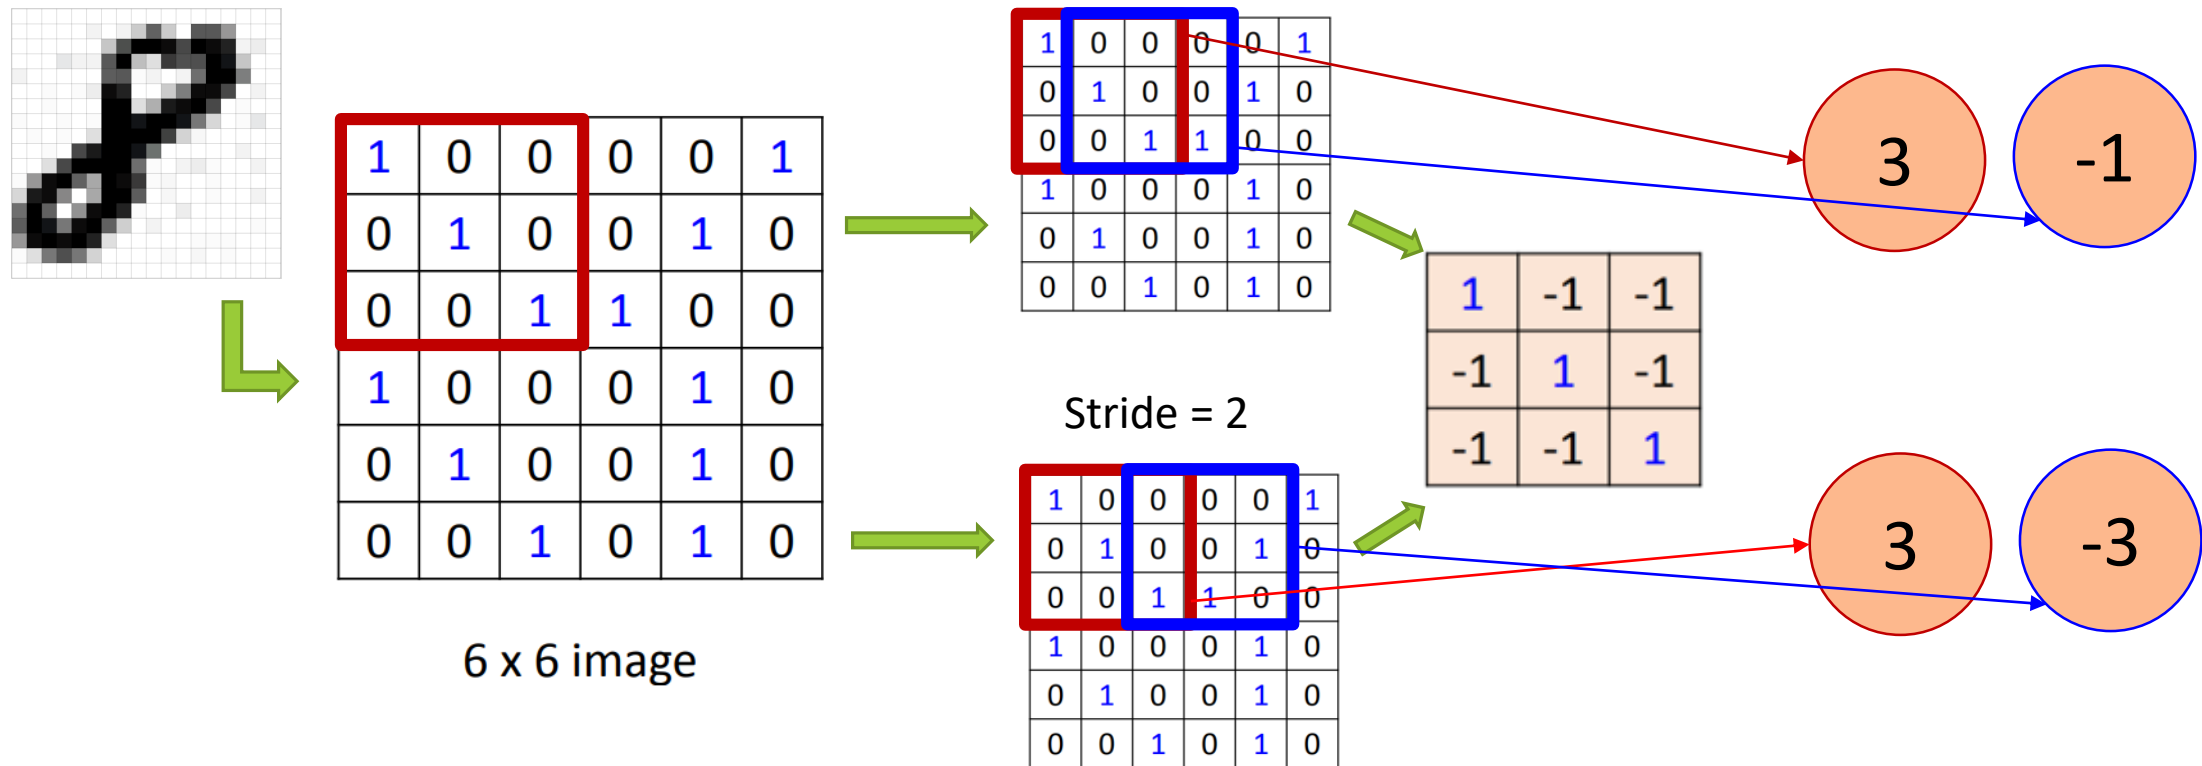 1 0 0 0 0 1
0 1 0 0 1 0
0 0 1 1 0 0
1 0 0 0 1 0
0 1 0 0 1 0
0 0 1 0 1 0
6 x 6 image
1 0 0 0 0 1
0 1 0 0 1 0
0 0 1 1 0 0
1 0 0 0 1 0
0 1 0 0 1 0
0 0 1 0 1 0
Stride = 2
1 0 0 0 0 1
0 1 0 0 1 0
0 0 1 1 0 0
1 0 0 0 1 0
0 1 0 0 1 0
0 0 1 0 1 0
1 -1 -1
-1 1 -1
-1 -1 1
3 -1
3 -3